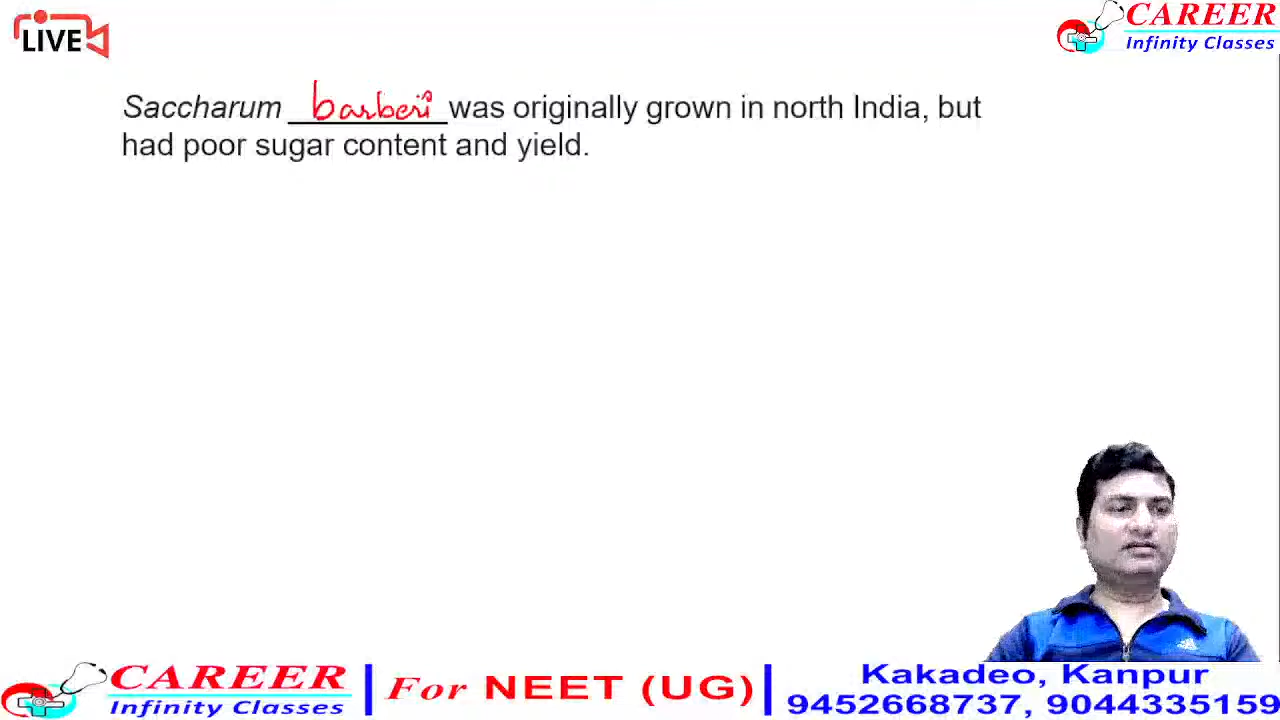 LIVE
CAREER
Infinity Classes
Saccharum barberi was originally grown in north India, but
had poor sugar content and yield.
CAREER
Infinity Classes
For NEET (UG)
Kakadeo, Kanpur
9452668737, 9044335159